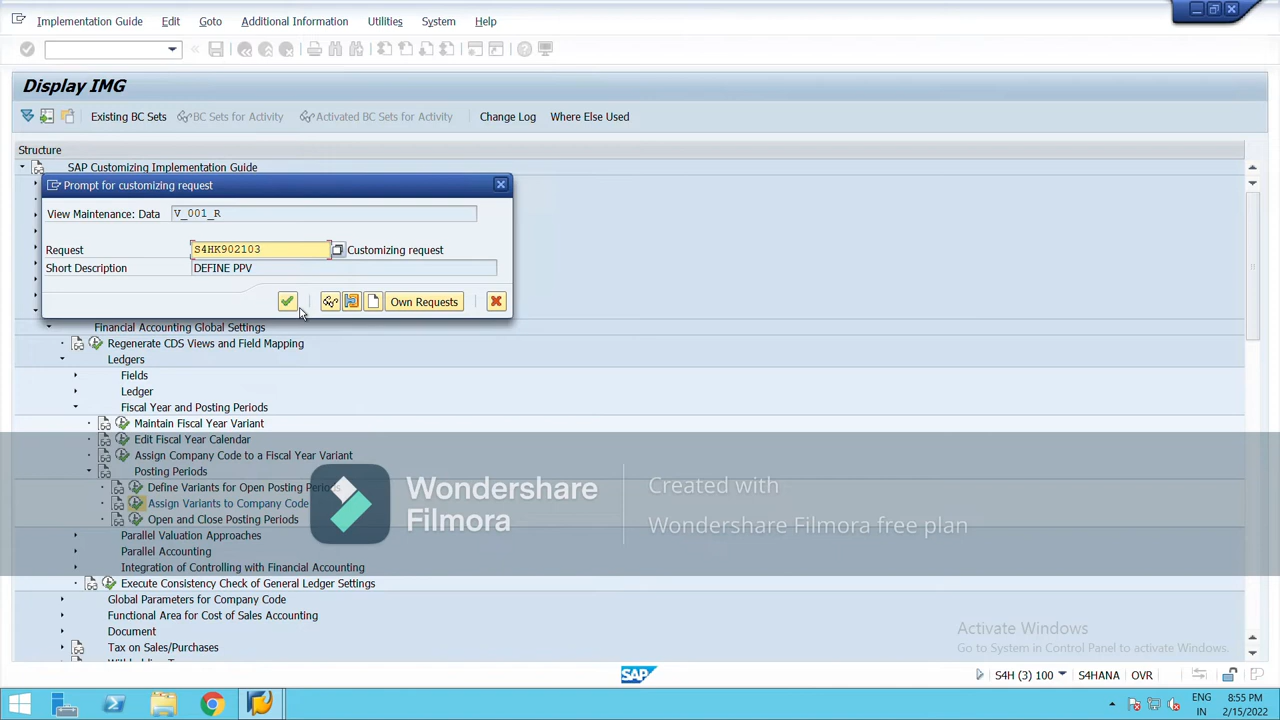 Implementation Guide Edit Goto Additional Information Utilities System Help
Display IMG
Existing BC Sets BC Sets for Activity Activated BC Sets for Activity Change Log Where Else Used
Structure
SAP Customizing Implementation Guide
Prompt for customizing request
View Maintenance: Data V_001_R
Request S4HK902103 Customizing request
Short Description DEFINE PPV
Own Requests
Financial Accounting Global Settings
Regenerate CDS Views and Field Mapping
Ledgers
Fields
Ledger
Fiscal Year and Posting Periods
Maintain Fiscal Year Variant
Edit Fiscal Year Calendar
Assign Company Code to a Fiscal Year Variant
Posting Periods
Define Variants for Open Posting
Assign Variants to Company Code
Open and Close Posting Periods
Parallel Valuation Approaches
Parallel Accounting
Integration of Controlling with Financial Accounting
Execute Consistency Check of General Ledger Settings
Global Parameters for Company Code
Functional Area for Cost of Sales Accounting
Document
Tax on Sales/Purchases
Wondershare
Filmora
Created with
Wondershare Filmora free plan
Activate Windows
Go to System in Control Panel to activate Windows.
SAP S4H (3) 100 S4HANA OVR
ENG 8:55 PM
IN 2/15/2022